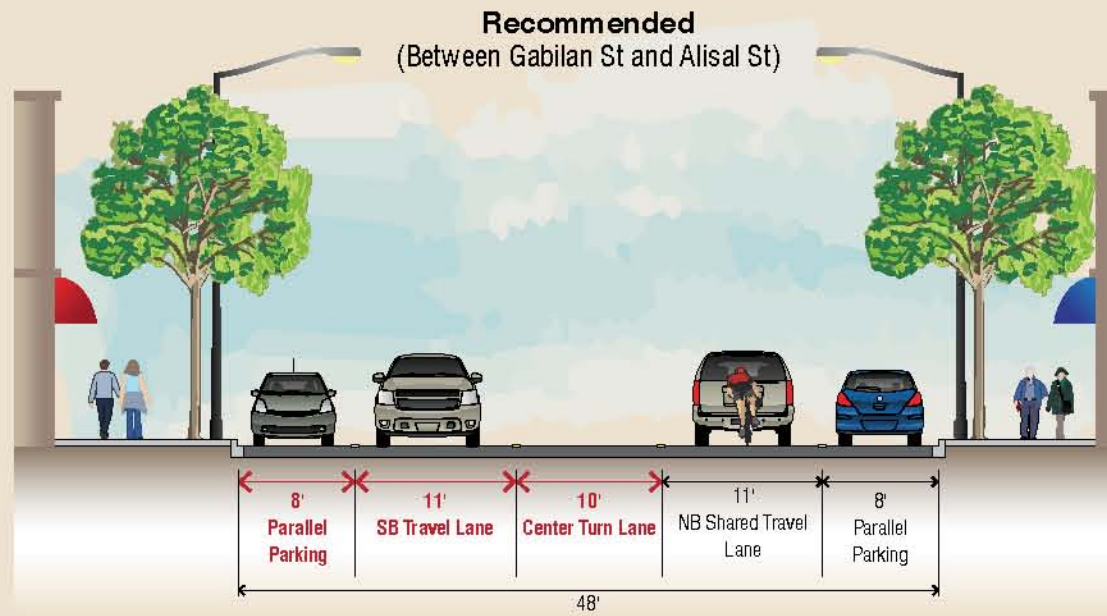 Recommended
(Between Gabilan St and Alisal St)
8'
Parallel
Parking
11'
SB Travel Lane
10'
Center Turn Lane
11'
NB Shared Travel
Lane
8'
Parallel
Parking
48'